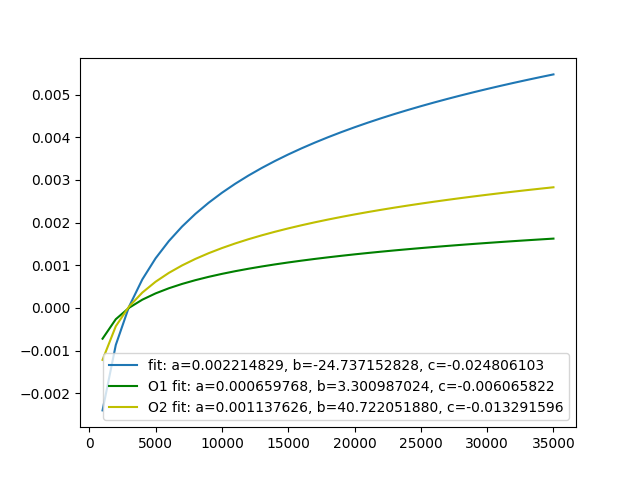 0.005
0.004
0.003
0.002
0.001
0.000
-0.001
-0.002
fit: a=0.002214829, b=-24.737152828, c=-0.024806103
O1 fit: a=0.000659768, b=3.300987024, c=-0.006065822
O2 fit: a=0.001137626, b=40.722051880, c=-0.013291596
0 5000 10000 15000 20000 25000 30000 35000